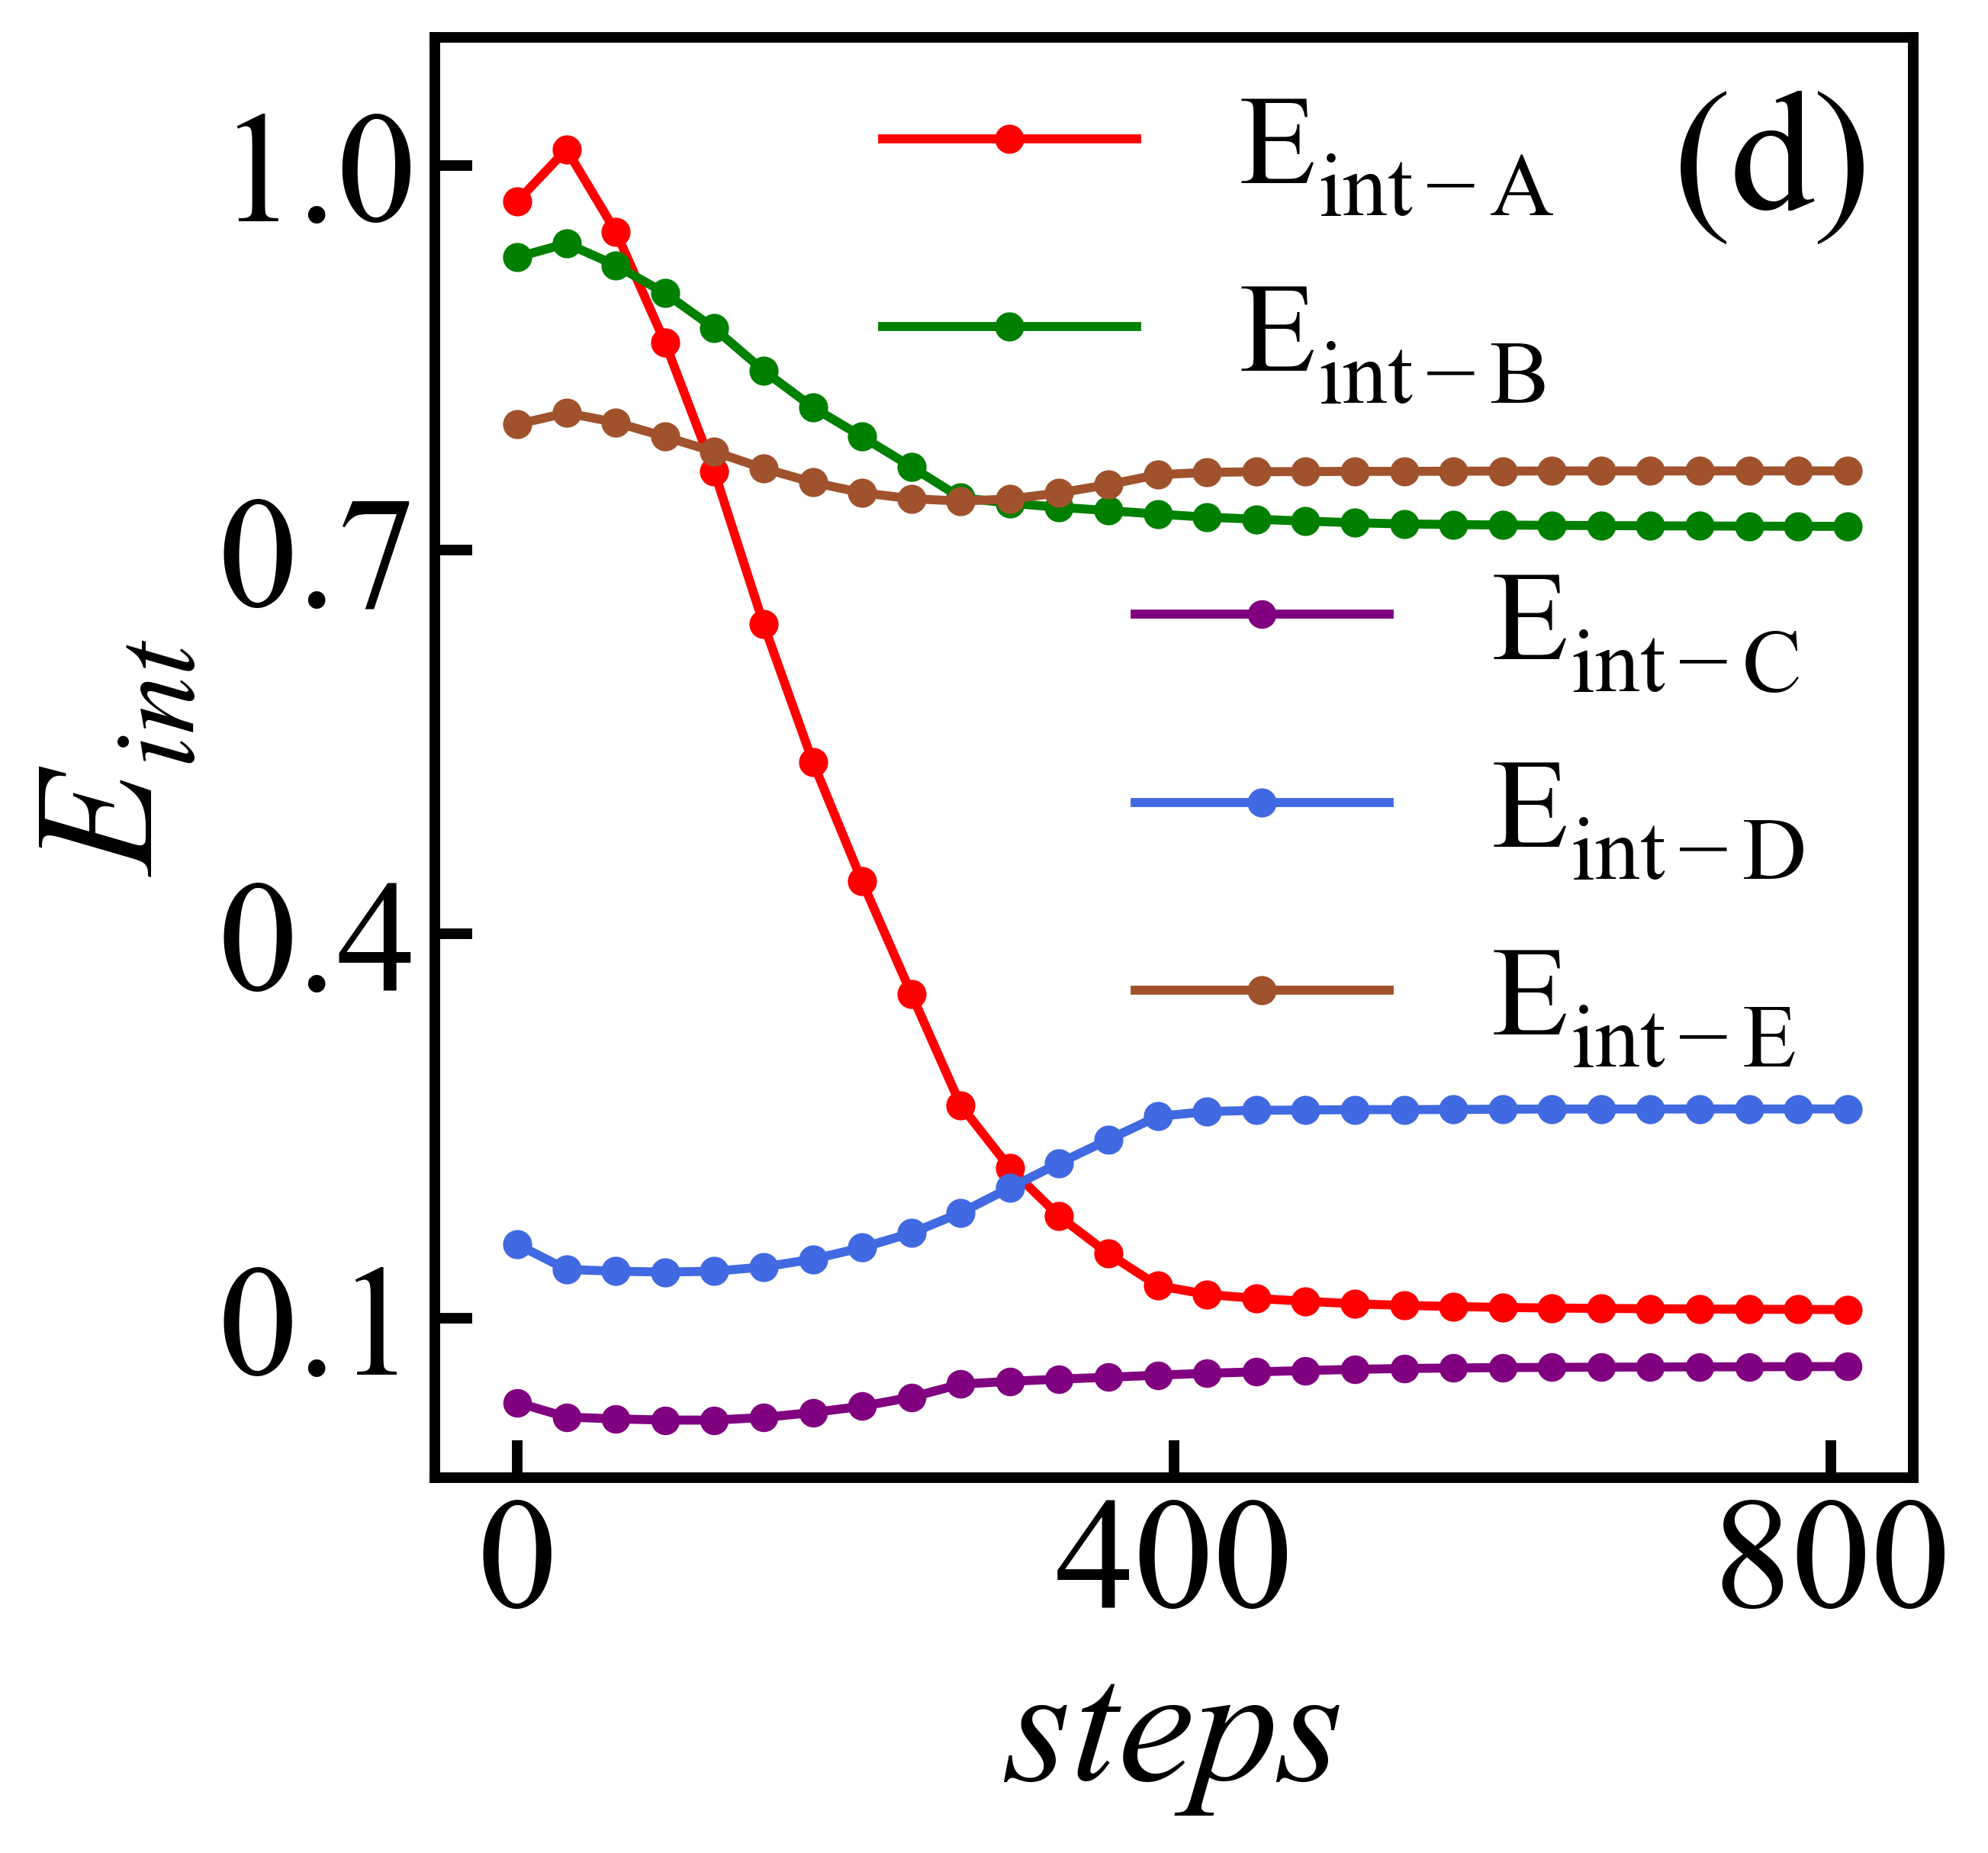 (d)
E_int−A
E_int−B
E_int−C
E_int−D
E_int−E
1.0
0.7
0.4
0.1
E_int
0 400 800
steps